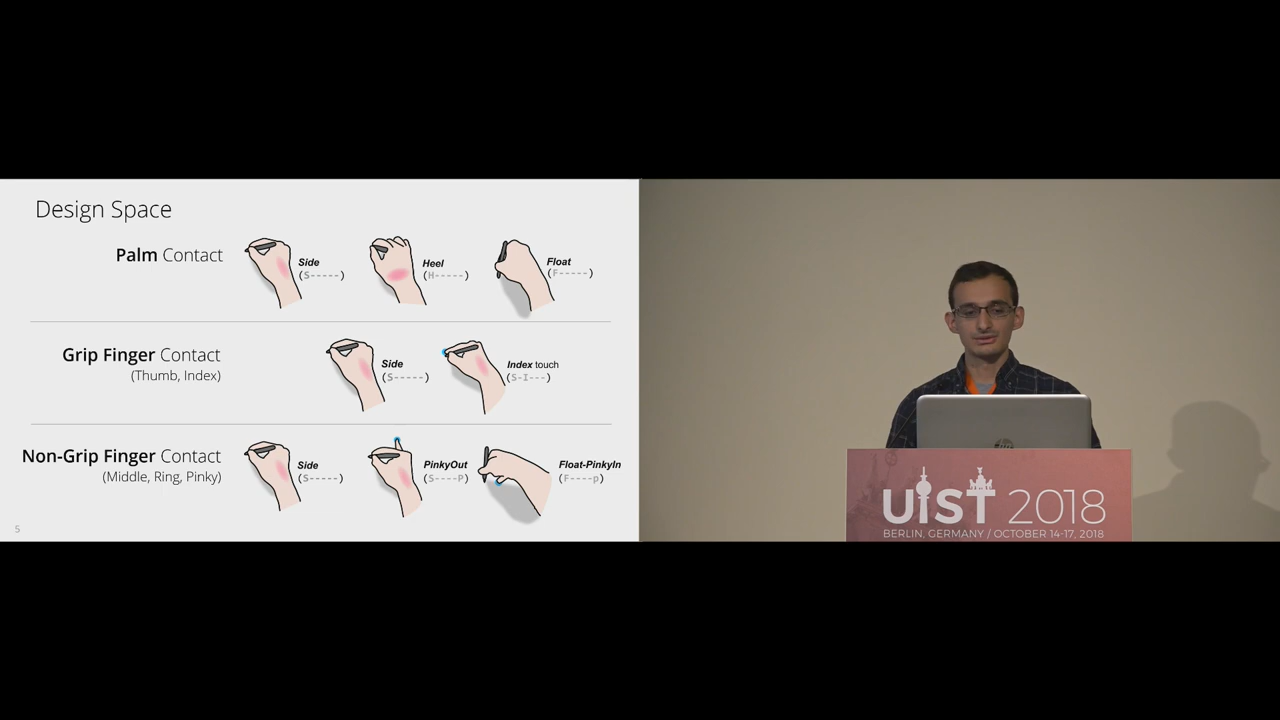 Design Space
Palm Contact
Side
(S-----)
Heel
(H-----)
Float
(F-----)
Grip Finger Contact
(Thumb, Index)
Side
(S-----)
Index touch
(S-I---)
Non-Grip Finger Contact
(Middle, Ring, Pinky)
Side
(S-----)
PinkyOut
(S----P)
Float-PinkyIn
(F----p)
5
UIST 2018
BERLIN, GERMANY / OCTOBER 14-17, 2018